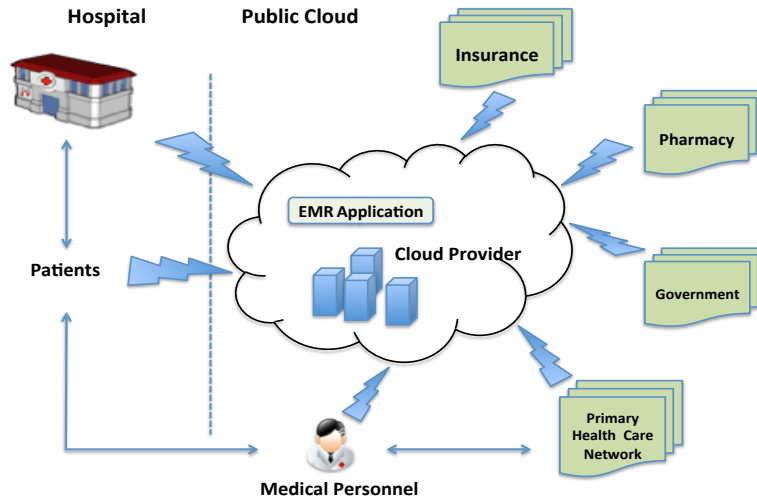 Hospital
Public Cloud
Insurance
Pharmacy
EMR Application
Cloud Provider
Patients
Government
Primary
Health Care
Network
Medical Personnel